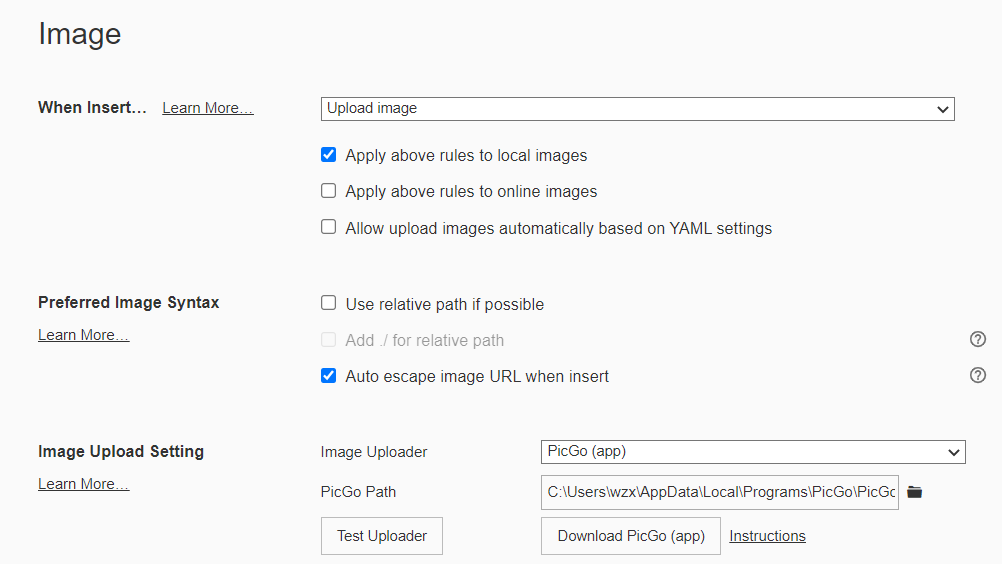 Image
When Insert... Learn More... Upload image
Apply above rules to local images
Apply above rules to online images
Allow upload images automatically based on YAML settings
Preferred Image Syntax Use relative path if possible
Learn More... Add ./ for relative path
Auto escape image URL when insert
Image Upload Setting Image Uploader PicGo (app)
Learn More... PicGo Path C:\Users\wzx\AppData\Local\Programs\PicGo\PicGo
Test Uploader Download PicGo (app) Instructions